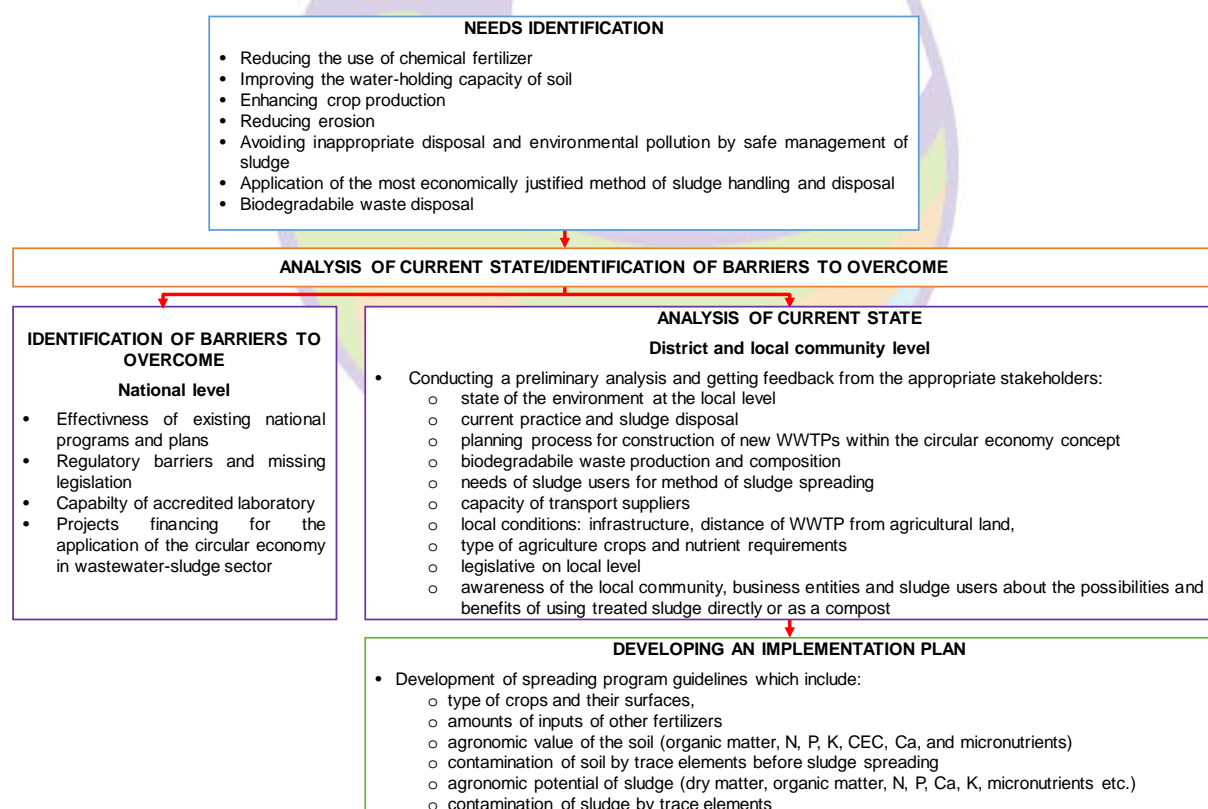 NEEDS IDENTIFICATION
• Reducing the use of chemical fertilizer
• Improving the water-holding capacity of soil
• Enhancing crop production
• Reducing erosion
• Avoiding inappropriate disposal and environmental pollution by safe management of
sludge
• Application of the most economically justified method of sludge handling and disposal
• Biodegradabile waste disposal
ANALYSIS OF CURRENT STATE/IDENTIFICATION OF BARRIERS TO OVERCOME
IDENTIFICATION OF BARRIERS TO
OVERCOME
National level
• Effectivness of existing national
programs and plans
• Regulatory barriers and missing
legislation
• Capabilty of accredited laboratory
• Projects financing for the
application of the circular economy
in wastewater-sludge sector
ANALYSIS OF CURRENT STATE
District and local community level
• Conducting a preliminary analysis and getting feedback from the appropriate stakeholders:
o state of the environment at the local level
o current practice and sludge disposal
o planning process for construction of new WWTPs within the circular economy concept
o biodegradabile waste production and composition
o needs of sludge users for method of sludge spreading
o capacity of transport suppliers
o local conditions: infrastructure, distance of WWTP from agricultural land,
o type of agriculture crops and nutrient requirements
o legislative on local level
o awareness of the local community, business entities and sludge users about the possibilities and
benefits of using treated sludge directly or as a compost
DEVELOPING AN IMPLEMENTATION PLAN
• Development of spreading program guidelines which include:
o type of crops and their surfaces,
o amounts of inputs of other fertilizers
o agronomic value of the soil (organic matter, N, P, K, CEC, Ca, and micronutrients)
o contamination of soil by trace elements before sludge spreading
o agronomic potential of sludge (dry matter, organic matter, N, P, Ca, K, micronutrients etc.)
o contamination of sludge by trace elements